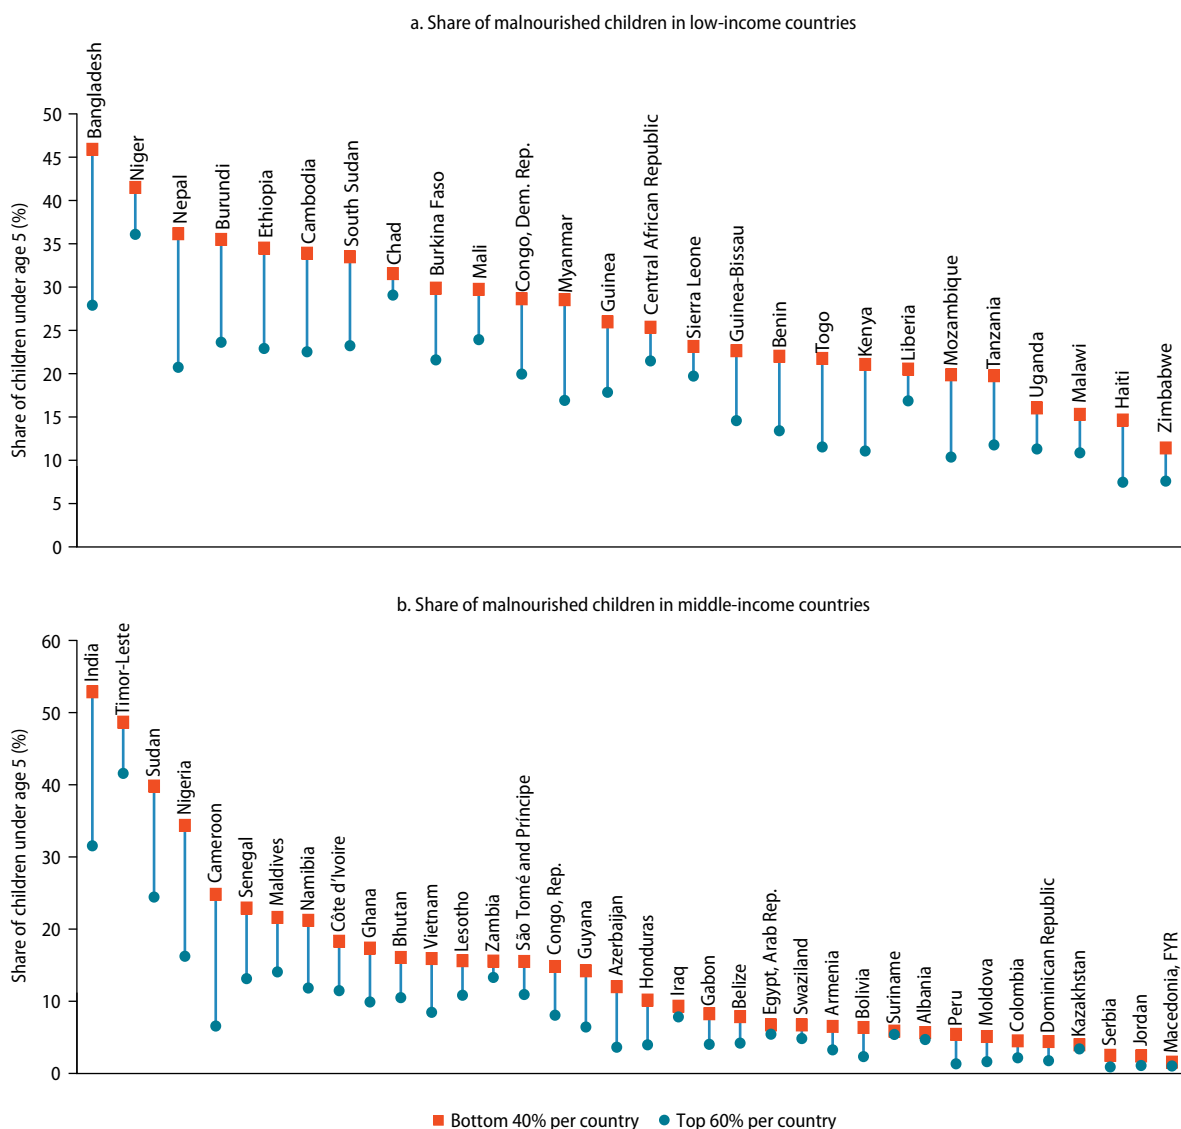 a. Share of malnourished children in low-income countries
Share of children under age 5 (%)
50
45
40
35
30
25
20
15
10
5
0
Bangladesh
Niger
Nepal
Burundi
Ethiopia
Cambodia
South Sudan
Chad
Burkina Faso
Mali
Congo, Dem. Rep.
Myanmar
Guinea
Central African Republic
Sierra Leone
Guinea-Bissau
Benin
Togo
Kenya
Liberia
Mozambique
Tanzania
Uganda
Malawi
Haiti
Zimbabwe
b. Share of malnourished children in middle-income countries
Share of children under age 5 (%)
60
50
40
30
20
10
0
India
Timor-Leste
Sudan
Nigeria
Cameroon
Senegal
Maldives
Namibia
Côte d'Ivoire
Ghana
Bhutan
Vietnam
Lesotho
Zambia
São Tomé and Príncipe
Congo, Rep.
Guyana
Azerbaijan
Honduras
Iraq
Gabon
Belize
Egypt, Arab Rep.
Swaziland
Armenia
Bolivia
Suriname
Albania
Peru
Moldova
Colombia
Dominican Republic
Kazakhstan
Serbia
Jordan
Macedonia, FYR
Bottom 40% per country
Top 60% per country